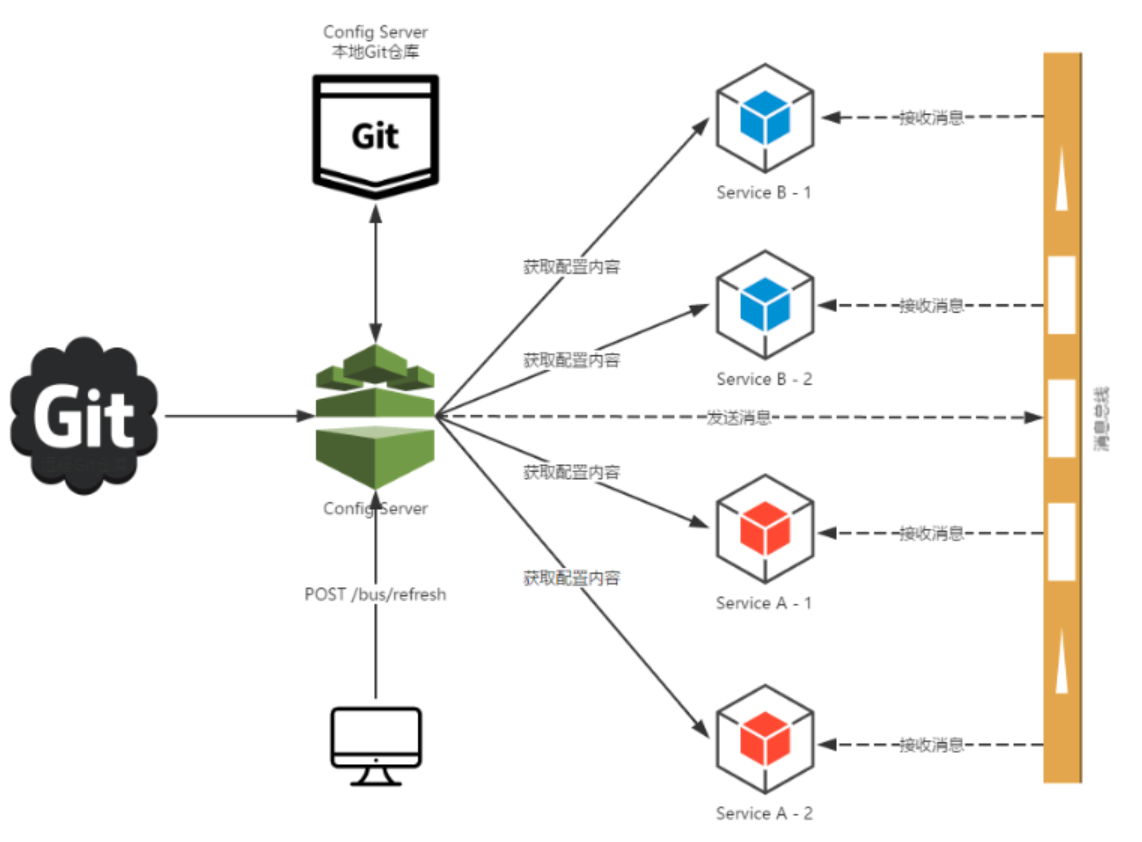 Config Server
本地Git仓库
Git
Service B - 1
接收消息
获取配置内容
Service B - 2
接收消息
获取配置内容
Git
发送消息
消息总线
获取配置内容
Config Server
Service A - 1
接收消息
获取配置内容
POST /bus/refresh
Service A - 2
接收消息